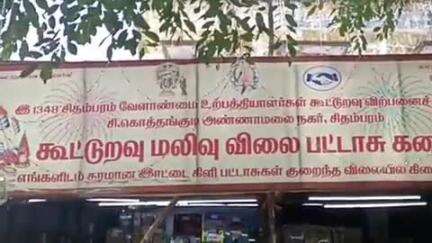 இ 1348 சிதம்பரம் வேளாண்மை உற்பத்தியாளர்கள் கூட்டுறவு விற்பனைச்
சி.கொத்தங்குடி அண்ணாமலை நகர், சிதம்பரம்
கூட்டுறவு மலிவு விலை பட்டாசு கடை
எங்களிடம் தரமான இரட்டை கிளி பட்டாசுகள் குறைந்த விலையில்